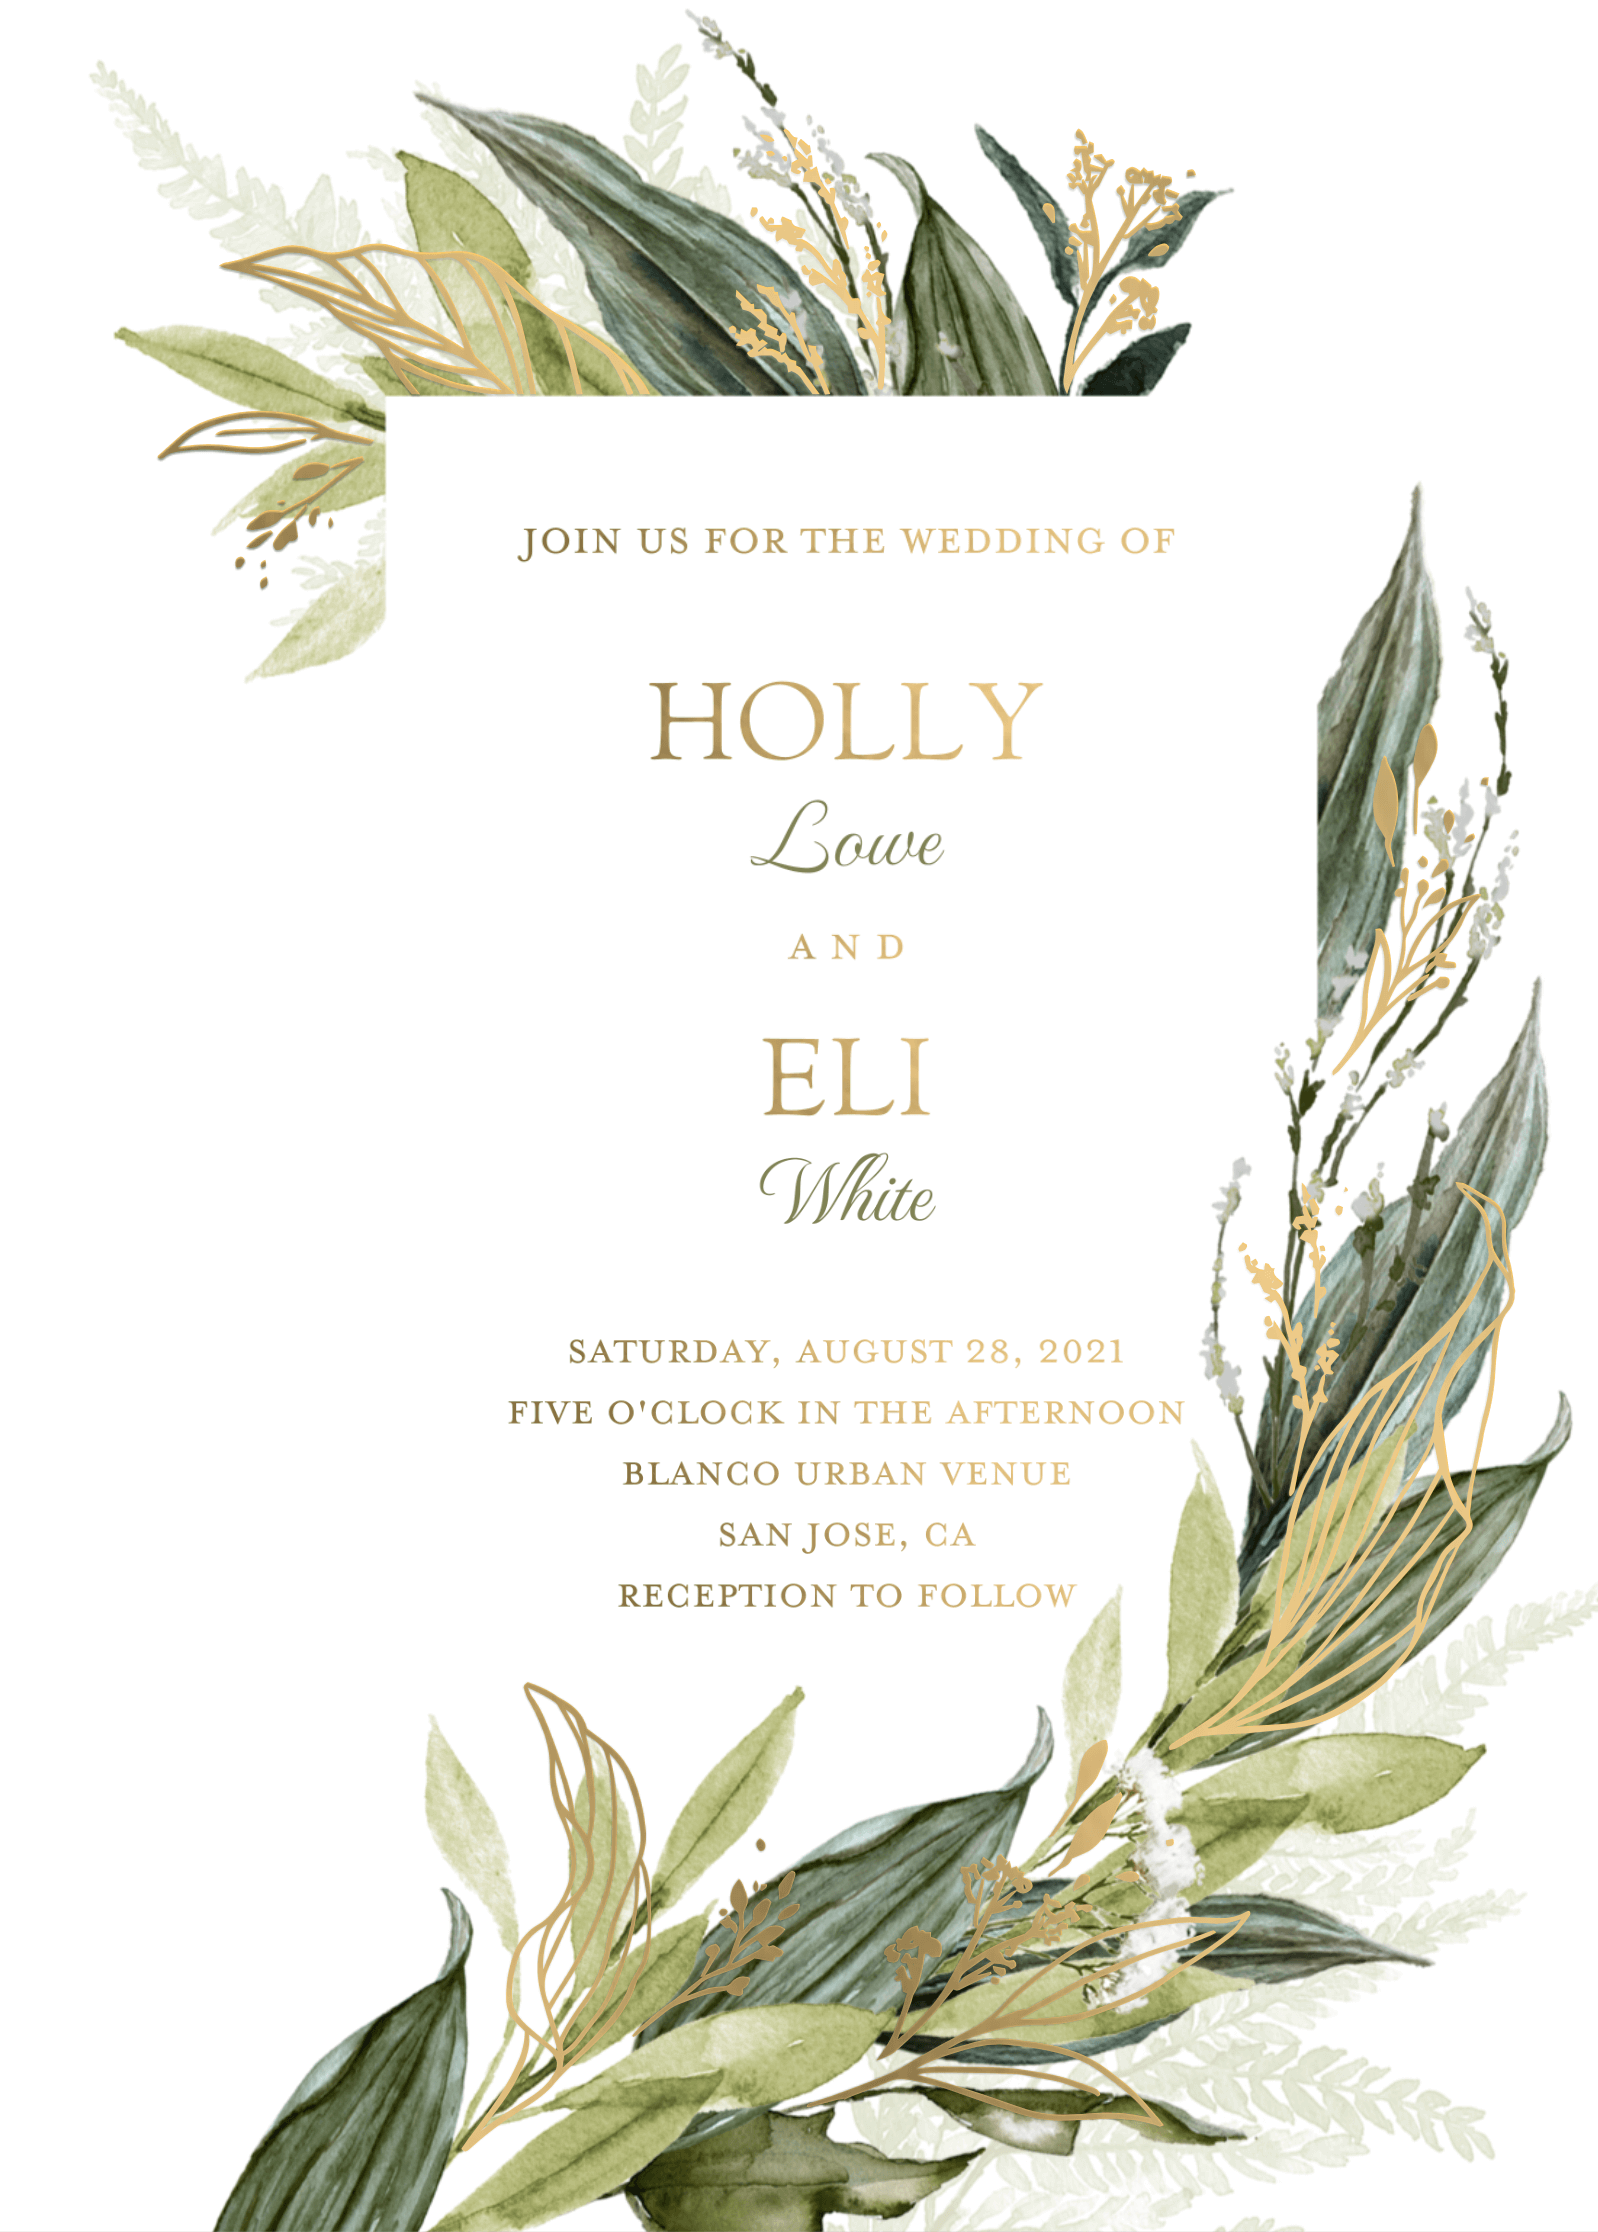 JOIN US FOR THE WEDDING OF
HOLLY
Lowe
AND
ELI
White
SATURDAY, AUGUST 28, 2021
FIVE O'CLOCK IN THE AFTERNOON
BLANCO URBAN VENUE
SAN JOSE, CA
RECEPTION TO FOLLOW